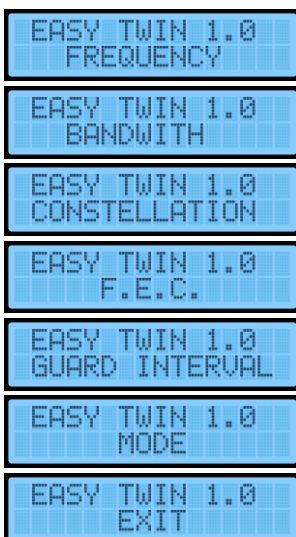 EASY TWIN 1.0
FREQUENCY
EASY TWIN 1.0
BANDWITH
EASY TWIN 1.0
CONSTELLATION
EASY TWIN 1.0
F.E.C.
EASY TWIN 1.0
GUARD INTERVAL
EASY TWIN 1.0
MODE
EASY TWIN 1.0
EXIT